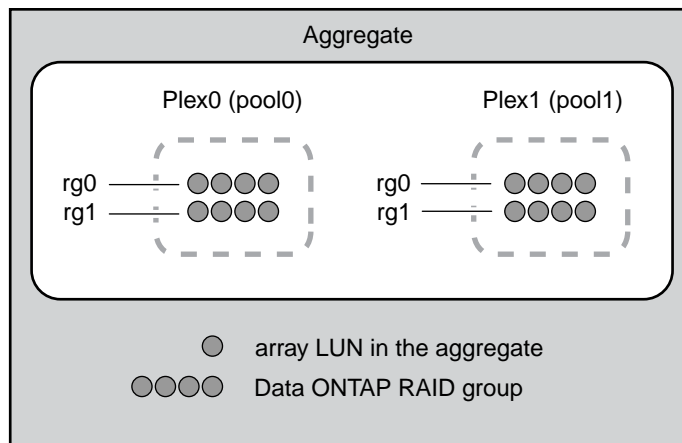 Aggregate
Plex0 (pool0)
Plex1 (pool1)
rg0
rg1
rg0
rg1
array LUN in the aggregate
Data ONTAP RAID group